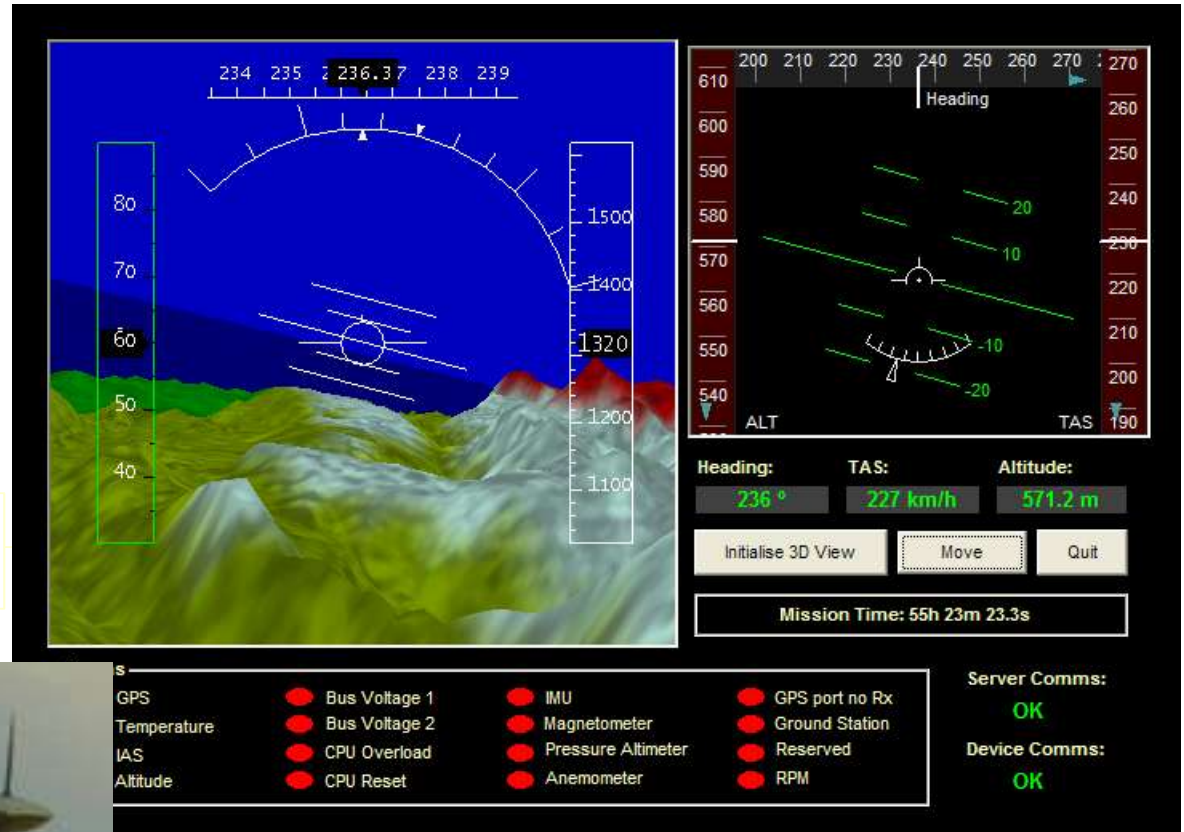 234 235 2 236.37 238 239
80
70
60
50
40
1500
1400
1320
1200
1100
200 210 220 230 240 250 260 270
Heading
610
600
590
580
570
560
550
540
270
260
250
240
230
220
210
200
190
20
10
-10
-20
ALT
TAS
Heading: TAS: Altitude:
236 º 227 km/h 571.2 m
Initialise 3D View Move Quit
Mission Time: 55h 23m 23.3s
s
GPS Bus Voltage 1 IMU GPS port no Rx
Temperature Bus Voltage 2 Magnetometer Ground Station
IAS CPU Overload Pressure Altimeter Reserved
Altitude CPU Reset Anemometer RPM
Server Comms:
OK
Device Comms:
OK